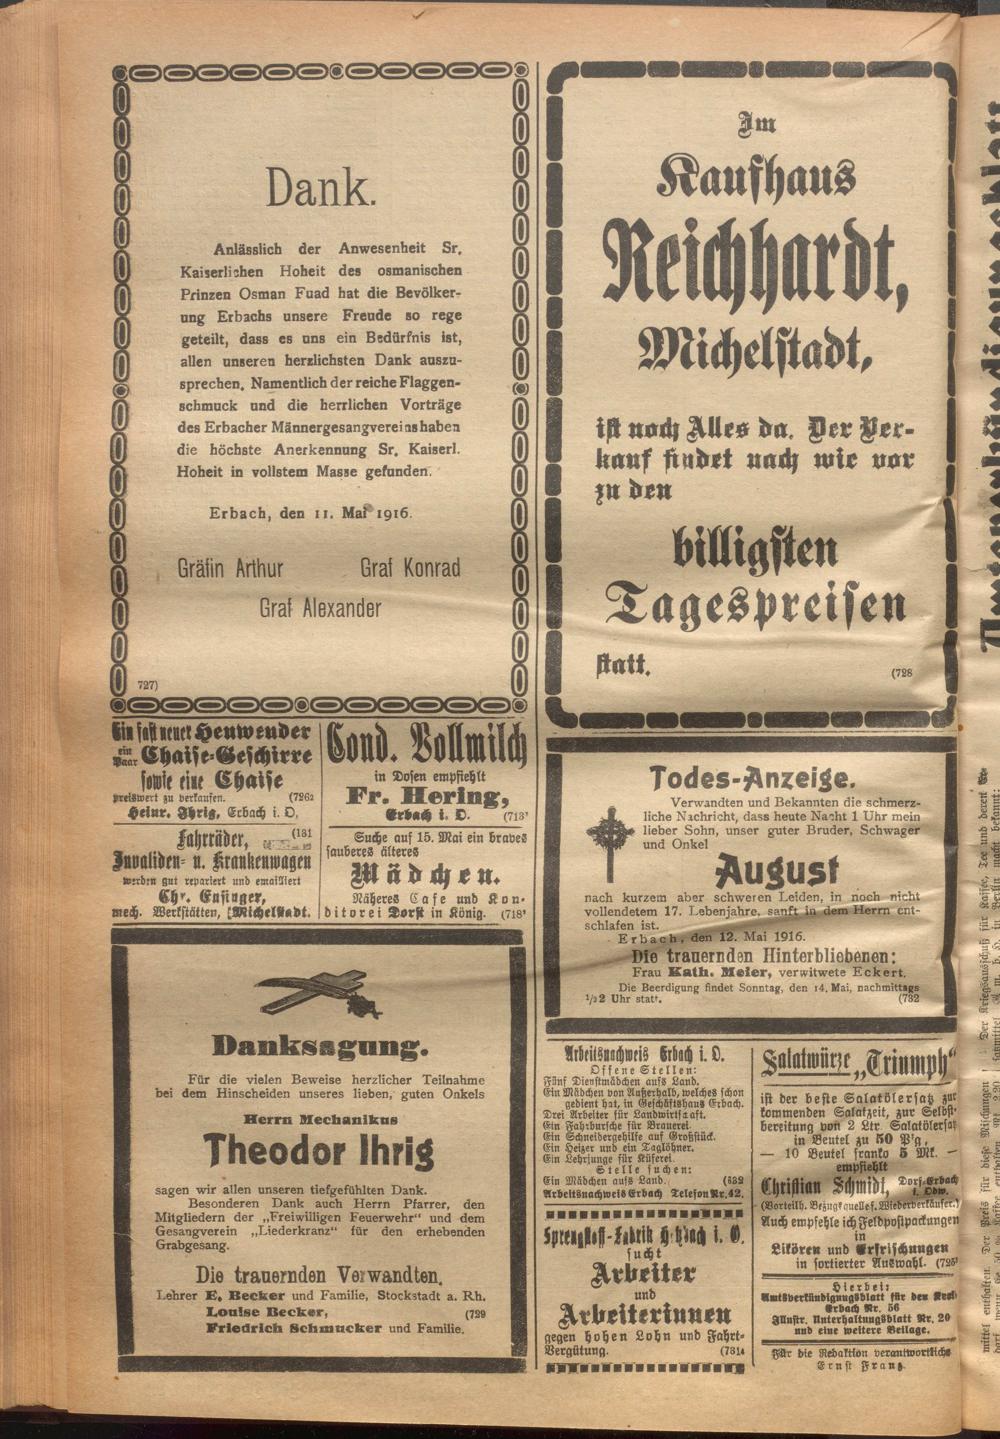 Dank.
Anlässlich der Anwesenheit Sr.
Kaiserlichen Hoheit des osmanischen
Prinzen Osman Fuad hat die Bevölker-
ung Erbachs unsere Freude so rege
geteilt, dass es uns ein Bedürfnis ist,
allen unseren herzlichsten Dank auszu-
sprechen. Namentlich der reiche Flaggen-
schmuck und die herrlichen Vorträge
des Erbacher Männergesangvereins haben
die höchste Anerkennung Sr. Kaiserl.
Hoheit in vollstem Masse gefunden.
Erbach, den 11. Mai 1916.
Gräfin Arthur Graf Konrad
Graf Alexander
727)
Im
Kaufhaus
Reichhardt,
Michelstadt,
ist noch Alles da. Der Ver-
kauf findet nach wie vor
zu den
billigsten
Tagespreisen
statt.
(728
Ein fast neuer Heuwender
ein Paar Chaise-Geschirre
sowie eine Chaise
preiswert zu verkaufen. (726a
Heinr. Ihrig, Erbach i. O.
Fahrräder, (131
Invaliden- u. Krankenwagen
werden gut repariert und emailliert
Chr. Ensinger,
mech. Werkstätten, Michelstadt.
Cond. Vollmilch
in Dosen empfiehlt
Fr. Hering,
Erbach i. O. (713
Suche auf 15. Mai ein braves
sauberes älteres
Mädchen.
Näheres Cafe und Kon-
ditorei Dorst in König. (718
Todes-Anzeige.
Verwandten und Bekannten die schmerz-
liche Nachricht, dass heute Nacht 1 Uhr mein
lieber Sohn, unser guter Bruder, Schwager
und Onkel
August
nach kurzem aber schweren Leiden, in noch nicht
vollendetem 17. Lebenjahre, sanft in dem Herrn ent-
schlafen ist.
Erbach, den 12. Mai 1916.
Die trauernden Hinterbliebenen:
Frau Kath. Meier, verwitwete Eckert.
Die Beerdigung findet Sonntag, den 14. Mai, nachmittags
1/2 2 Uhr statt. (732
Danksagung.
Für die vielen Beweise herzlicher Teilnahme
bei dem Hinscheiden unseres lieben, guten Onkels
Herrn Mechanikus
Theodor Ihrig
sagen wir allen unseren tiefgefühlten Dank.
Besonderen Dank auch Herrn Pfarrer, den
Mitgliedern der „Freiwilligen Feuerwehr“ und dem
Gesangverein „Liederkranz“ für den erhebenden
Grabgesang.
Die trauernden Verwandten.
Lehrer E. Becker und Familie, Stockstadt a. Rh.
Louise Becker, (729
Friedrich Schmucker und Familie.
Arbeitsnachweis Erbach i. O.
Offene Stellen:
Fünf Dienstmädchen aufs Land.
Ein Mädchen von Außerhalb, welches schon
gedient hat, in Geschäftshaus Erbach.
Drei Arbeiter für Landwirtschaft.
Ein Fahrbursche für Brauerei.
Ein Schneidergehilfe auf Großstück.
Ein Heizer und ein Taglöhner.
Ein Lehrjunge für Küferei.
Stelle suchen:
Ein Mädchen aufs Land.
Arbeitsnachweis Erbach Telefon Nr. 42.
Sprengstoff-Fabrik Hetzbach i. O.
sucht
Arbeiter
und
Arbeiterinnen
gegen hohen Lohn und Fahrt-
Vergütung. (731a
Salatwürze „Triumph“
ist der beste Salatölersatz zur
kommenden Salatzeit, zur Selbst-
bereitung von 2 Ltr. Salatölersatz
in Beutel zu 50 Pfg.
— 10 Beutel franko 5 Mk. —
empfiehlt
Christian Schmidt, Dorf-Erbach i. Odw.
(Vorteilh. Bezugsquelle f. Wiederverkäufer.)
Auch empfehle ich Feldpostpackungen
in
Likören und Erfrischungen
in sortierter Auswahl. (725
Hierbei:
Amtsverkündigungsblatt für den Kreis
Erbach Nr. 56
Illustr. Unterhaltungsblatt Nr. 20
und eine weitere Beilage.
Für die Redaktion verantwortlich:
Ernst Franz.